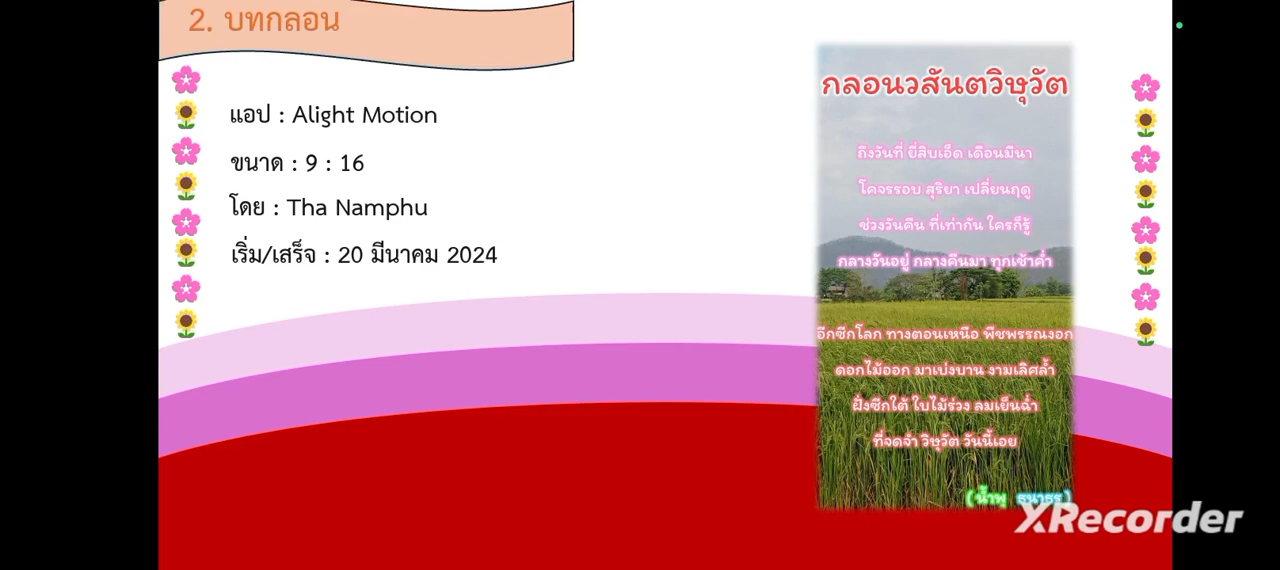 2. บทกลอน
แอป : Alight Motion
ขนาด : 9 : 16
โดย : Tha Namphu
เริ่ม/เสร็จ : 20 มีนาคม 2024
กลอนวสันตวิษุวัต
ถึงวันที่ ยี่สิบเอ็ด เดือนมีนา
โคจรรอบ สุริยา เปลี่ยนฤดู
ช่วงวันคืน ที่เท่ากัน ใครก็รู้
กลางวันอยู่ กลางคืนมา ทุกเช้าค่ำ
อีกซีกโลก ทางตอนเหนือ พืชพรรณงอก
ดอกไม้ออก มาเบ่งบาน งามเลิศล้ำ
ฝั่งซีกใต้ ใบไม้ร่วง ลมเย็นฉ่ำ
ที่จดจำ วิษุวัต วันนี้เอย
(น้ำพุ ธนาธร)
XRecorder